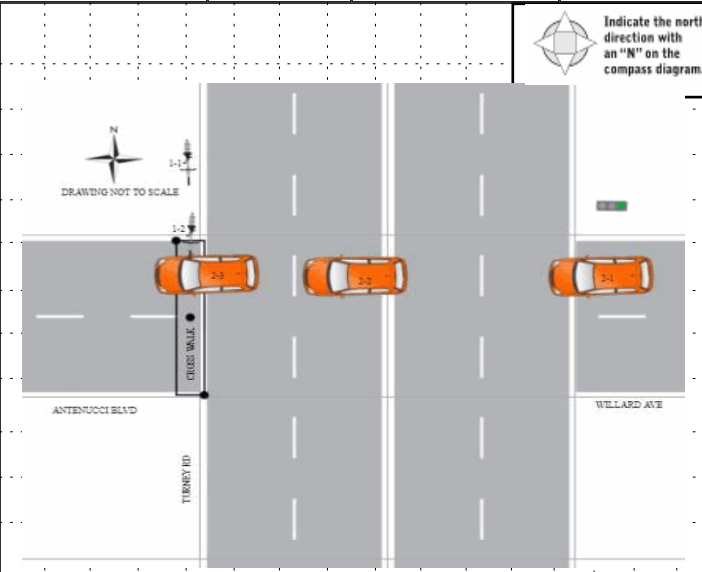 Indicate the north
direction with
an “N” on the
compass diagram.
N
1-1
DRAWING NOT TO SCALE
1-2
2-3
2-2
2-1
CROSS WALK
ANTENUCCI BLVD
WILLARD AVE
TURNEY RD